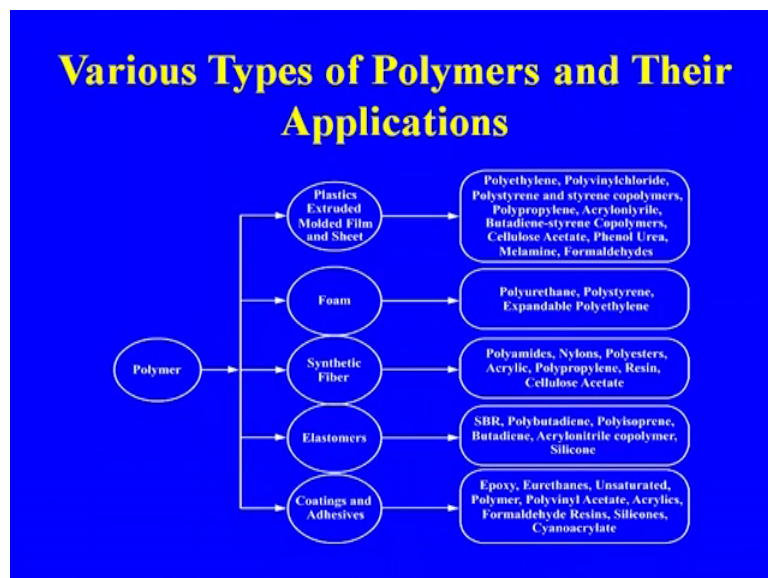 Various Types of Polymers and Their
Applications
Plastics
Extruded
Molded Film
and Sheet
Polyethylene, Polyvinylchloride,
Polystyrene and styrene copolymers,
Polypropylene, Acryloniyrile,
Butadiene-styrene Copolymers,
Cellulose Acetate, Phenol Urea,
Melamine, Formaldehydes
Foam
Polyurethane, Polystyrene,
Expandable Polyethylene
Polymer
Synthetic
Fiber
Polyamides, Nylons, Polyesters,
Acrylic, Polypropylene, Resin,
Cellulose Acetate
Elastomers
SBR, Polybutadiene, Polyisoprene,
Butadiene, Acrylonitrile copolymer,
Silicone
Coatings and
Adhesives
Epoxy, Eurethanes, Unsaturated,
Polymer, Polyvinyl Acetate, Acrylics,
Formaldehyde Resins, Silicones,
Cyanoacrylate